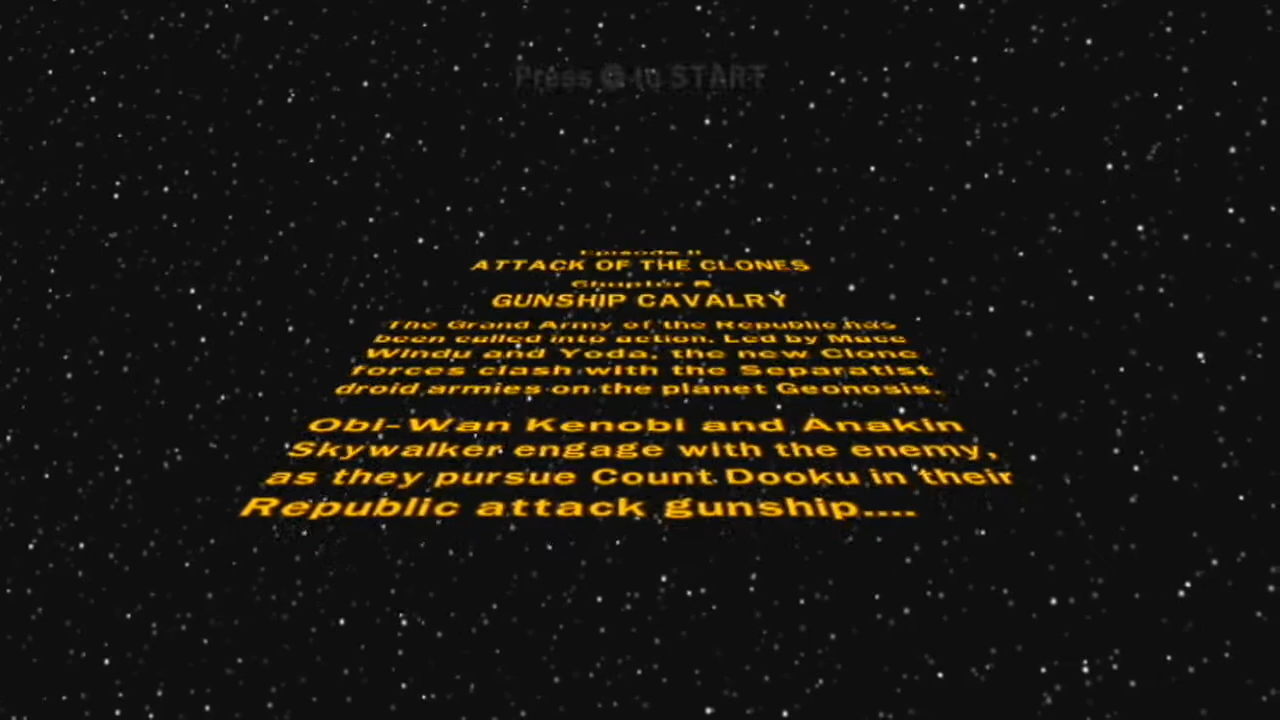 Press to START
Episode II
ATTACK OF THE CLONES
Chapter
GUNSHIP CAVALRY
The Grand Army of the Republic has
been called into action. Led by Mace
Windu and Yoda, the new Clone
forces clash with the Separatist
droid armies on the planet Geonosis.
Obi-Wan Kenobi and Anakin
Skywalker engage with the enemy,
as they pursue Count Dooku in their
Republic attack gunship....